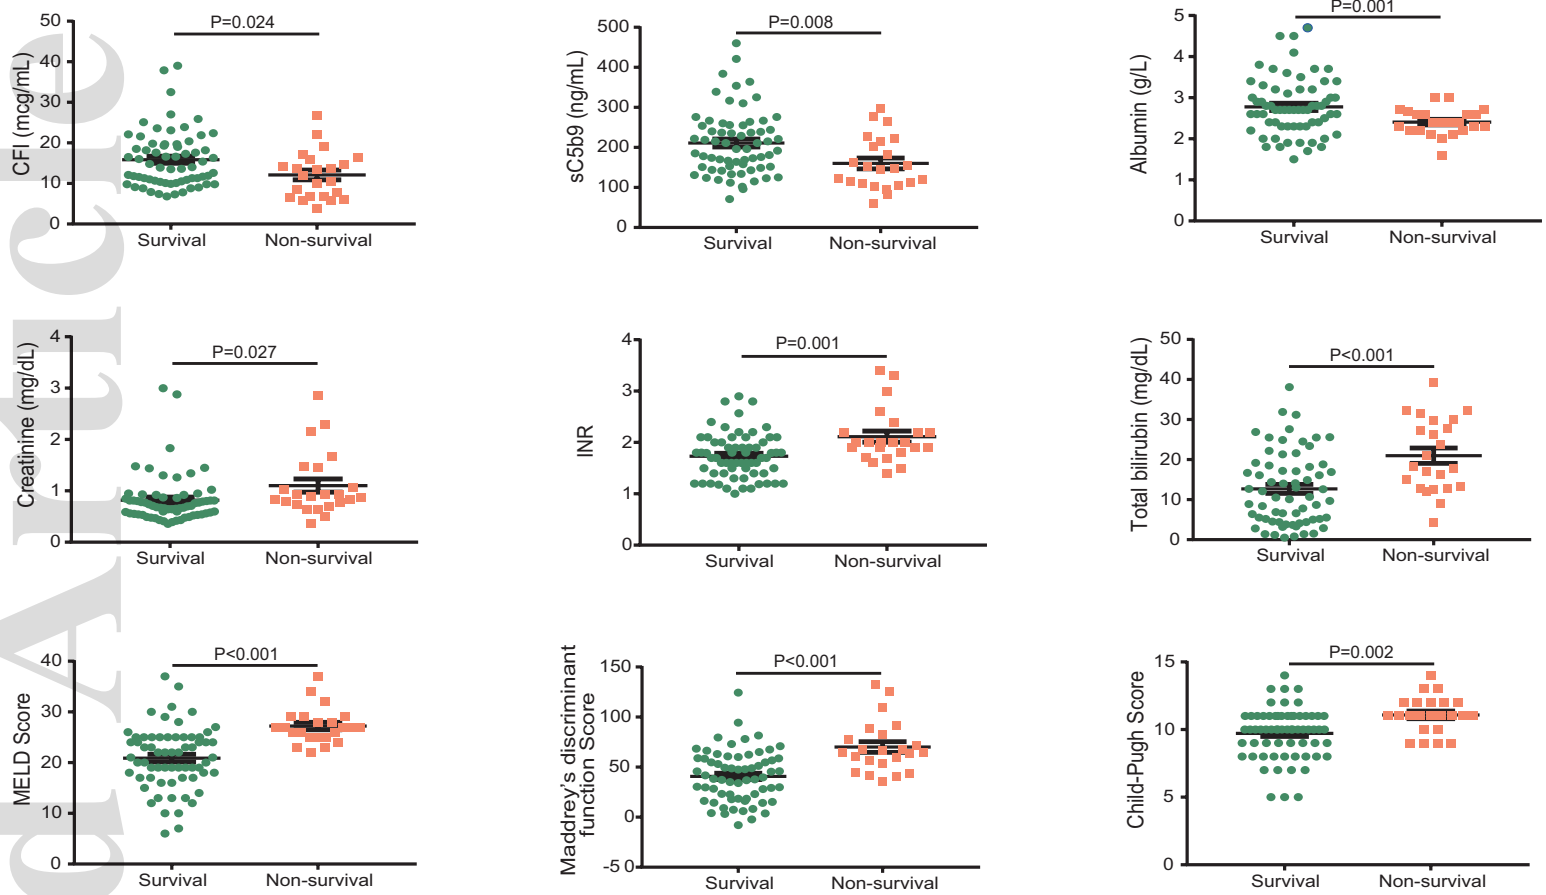 P=0.024
CFI (mcg/mL)
50
40
30
20
10
0
Survival
Non-survival
P=0.008
sC5b9 (ng/mL)
500
400
300
200
100
0
Survival
Non-survival
P=0.001
Albumin (g/L)
5
4
3
2
1
0
Survival
Non-survival
P=0.027
Creatinine (mg/dL)
4
3
2
1
0
Survival
Non-survival
P=0.001
INR
4
3
2
1
0
Survival
Non-survival
P<0.001
Total bilirubin (mg/dL)
50
40
30
20
10
0
Survival
Non-survival
P<0.001
MELD Score
40
30
20
10
0
Survival
Non-survival
P<0.001
Maddrey's discriminant
function Score
150
100
50
0
-50
Survival
Non-survival
P=0.002
Child-Pugh Score
15
10
5
0
Survival
Non-survival
d Article